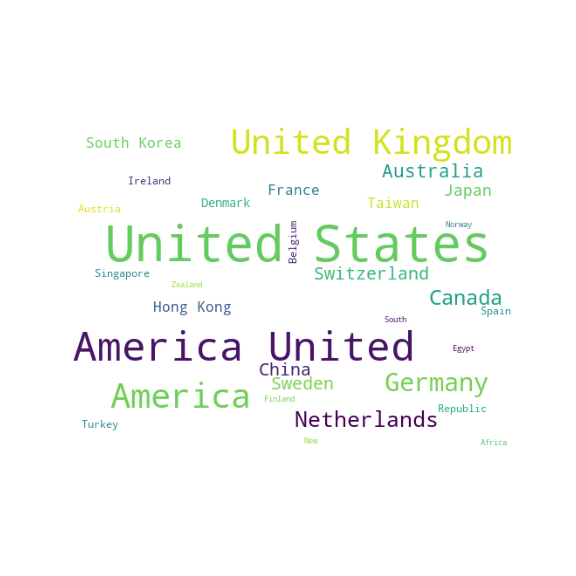 United Kingdom
South Korea
Australia
Ireland
France
Japan
Denmark
Taiwan
Austria
Norway
Belgium
United States
Singapore
Switzerland
Zealand
Canada
Hong Kong
Spain
South
America United
Egypt
China
Sweden
Germany
America
Finland
Republic
Netherlands
Turkey
New
Africa